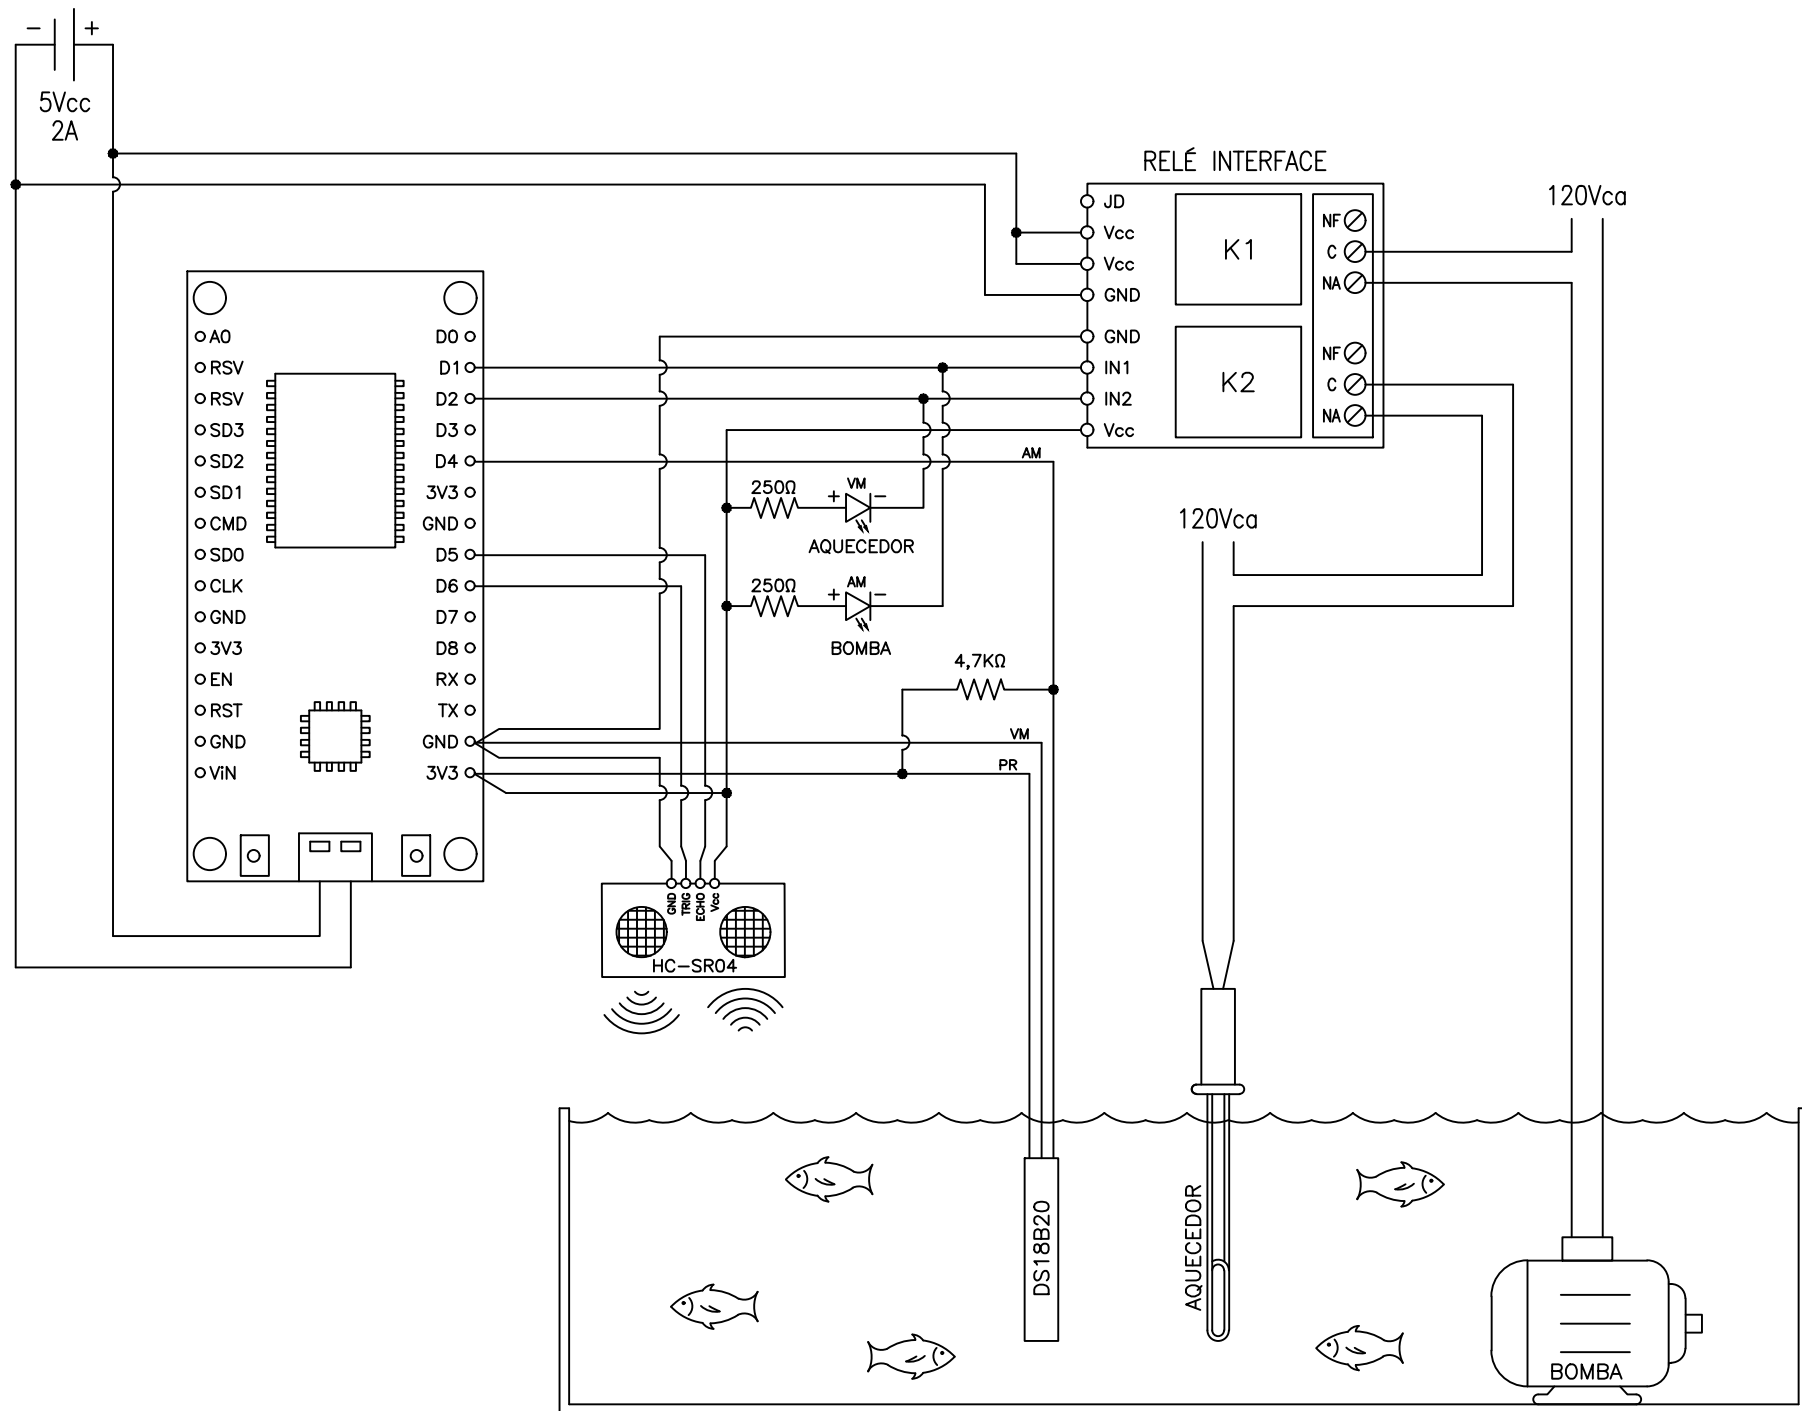 − +
5Vcc
2A
RELÉ INTERFACE
JD
Vcc
Vcc
GND
GND
IN1
IN2
Vcc
K1
K2
NF
C
NA
NF
C
NA
120Vca
120Vca
A0
RSV
RSV
SD3
SD2
SD1
CMD
SD0
CLK
GND
3V3
EN
RST
GND
ViN
D0
D1
D2
D3
D4
3V3
GND
D5
D6
D7
D8
RX
TX
GND
3V3
AM
250Ω
+ VM −
AQUECEDOR
250Ω
+ AM −
BOMBA
4,7KΩ
VM
PR
GND
TRIG
ECHO
Vcc
HC-SR04
DS18B20
AQUECEDOR
BOMBA